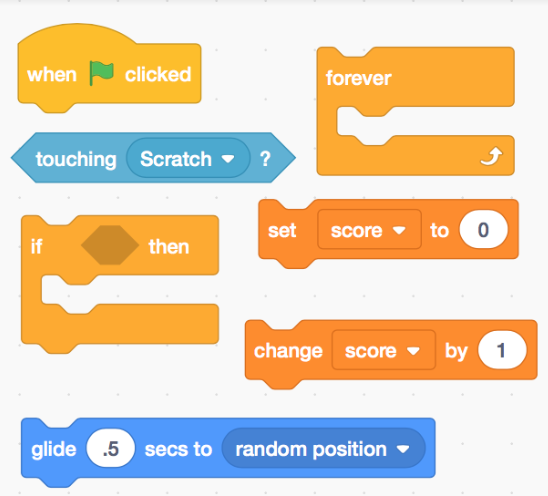 when clicked
forever
touching Scratch ?
if then
set score to 0
change score by 1
glide .5 secs to random position